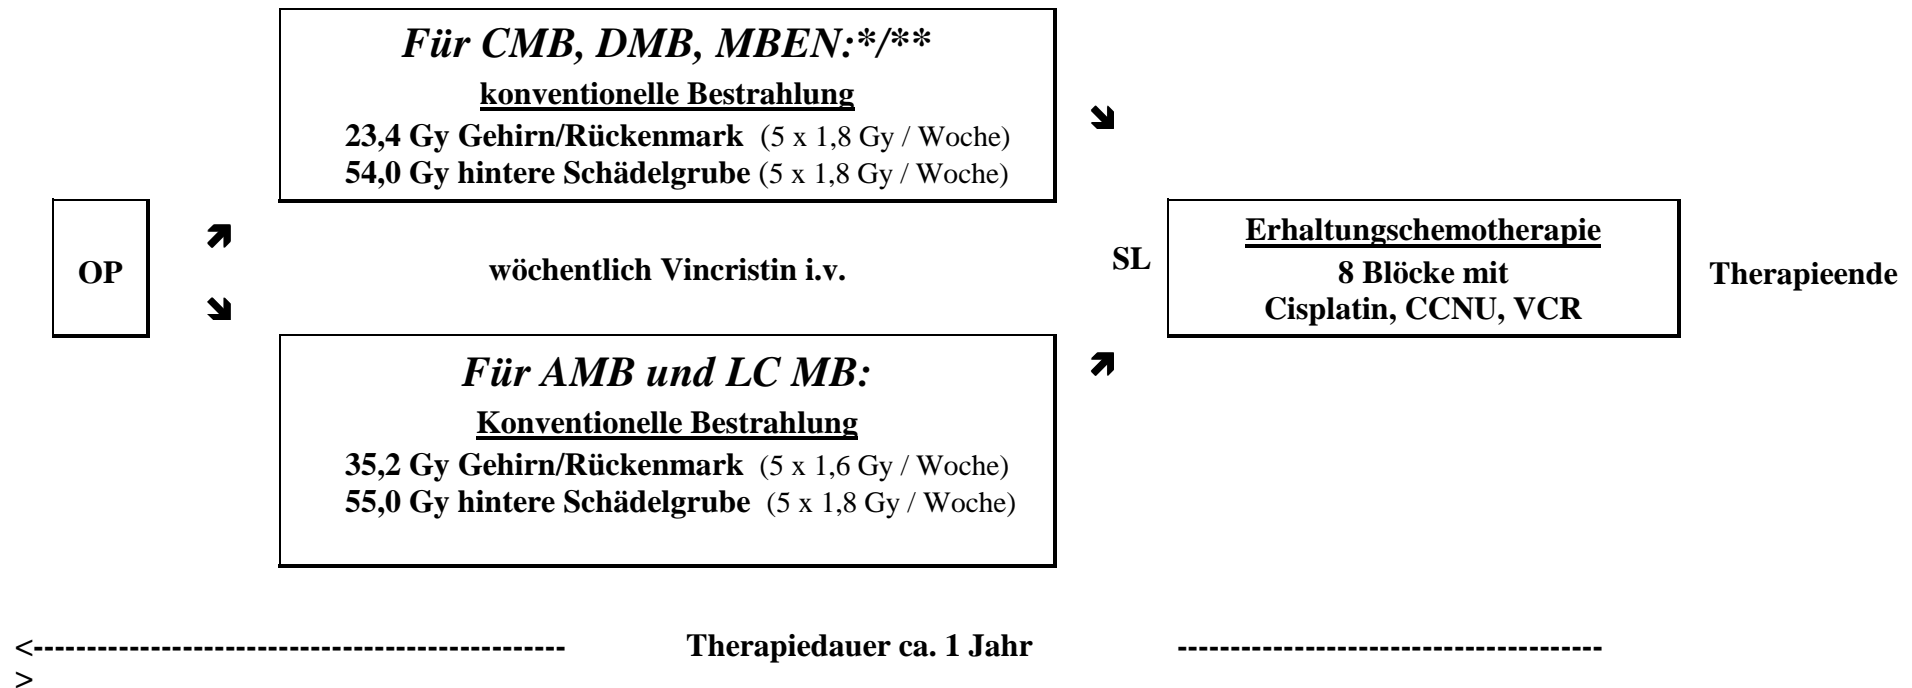 Für CMB, DMB, MBEN:*/**
konventionelle Bestrahlung
23,4 Gy Gehirn/Rückenmark (5 x 1,8 Gy / Woche)
54,0 Gy hintere Schädelgrube (5 x 1,8 Gy / Woche)
OP
wöchentlich Vincristin i.v.
SL
Erhaltungschemotherapie
8 Blöcke mit
Cisplatin, CCNU, VCR
Therapieende
Für AMB und LC MB:
Konventionelle Bestrahlung
35,2 Gy Gehirn/Rückenmark (5 x 1,6 Gy / Woche)
55,0 Gy hintere Schädelgrube (5 x 1,8 Gy / Woche)
<-------------------------------------------------- Therapiedauer ca. 1 Jahr ----------------------------------------
>